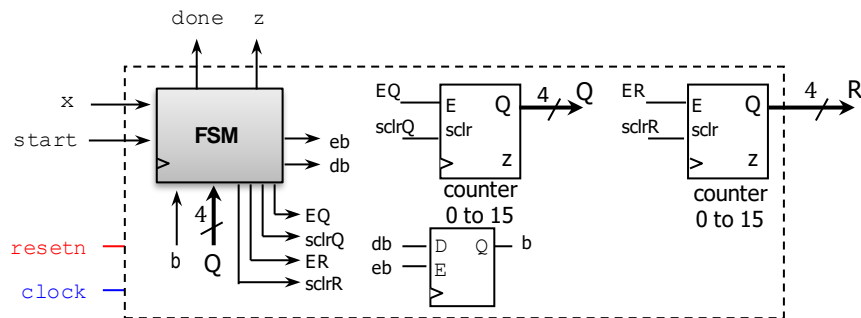 done z
x
start
FSM
eb
db
EQ
sclrQ
ER
sclrR
4
b
Q
resetn
clock
EQ
sclrQ
E
sclr
Q
z
4
Q
counter
0 to 15
db
eb
D
E
Q
b
ER
sclrR
E
sclr
Q
z
4
R
counter
0 to 15